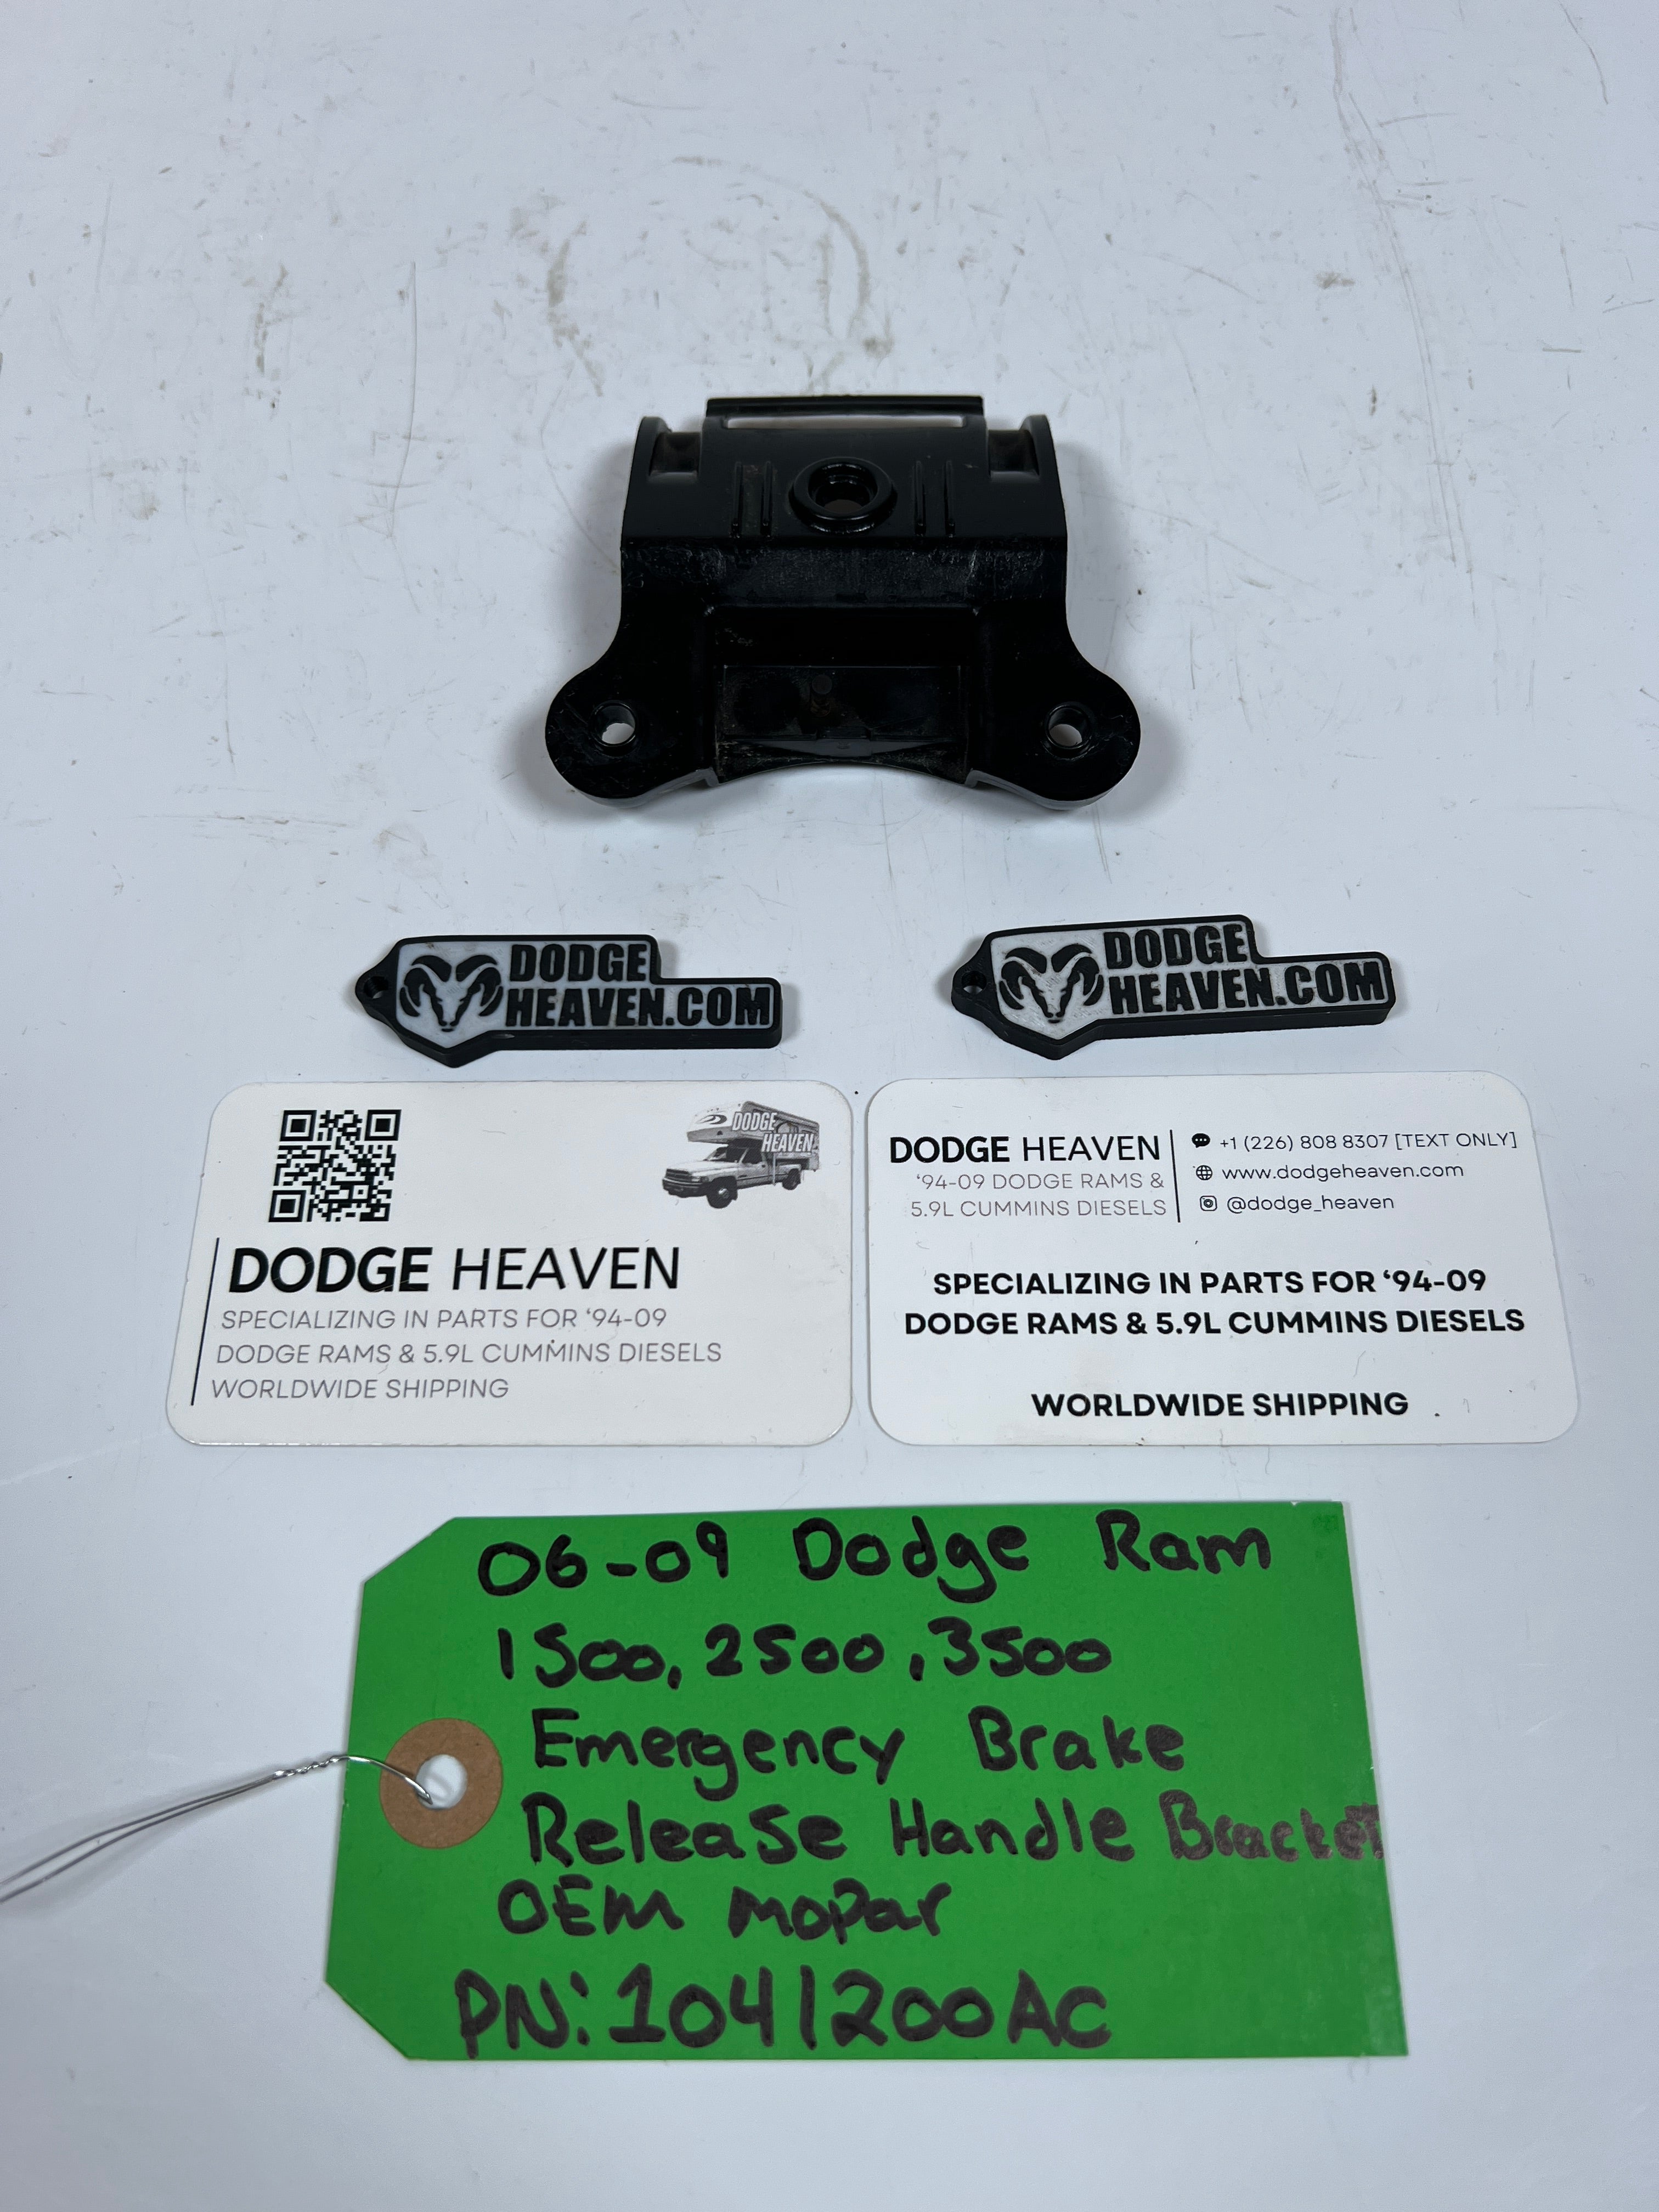 DODGE
HEAVEN.COM
DODGE
HEAVEN.COM
DODGE
HEAVEN
DODGE HEAVEN
SPECIALIZING IN PARTS FOR ‘94-09
DODGE RAMS & 5.9L CUMMINS DIESELS
WORLDWIDE SHIPPING
DODGE HEAVEN
‘94-09 DODGE RAMS &
5.9L CUMMINS DIESELS
+1 (226) 808 8307 [TEXT ONLY]
www.dodgeheaven.com
@dodge_heaven
SPECIALIZING IN PARTS FOR ‘94-09
DODGE RAMS & 5.9L CUMMINS DIESELS
WORLDWIDE SHIPPING
06-09 Dodge Ram
1500, 2500, 3500
Emergency Brake
Release Handle Bracket
OEM mopar
PN: 1041200AC